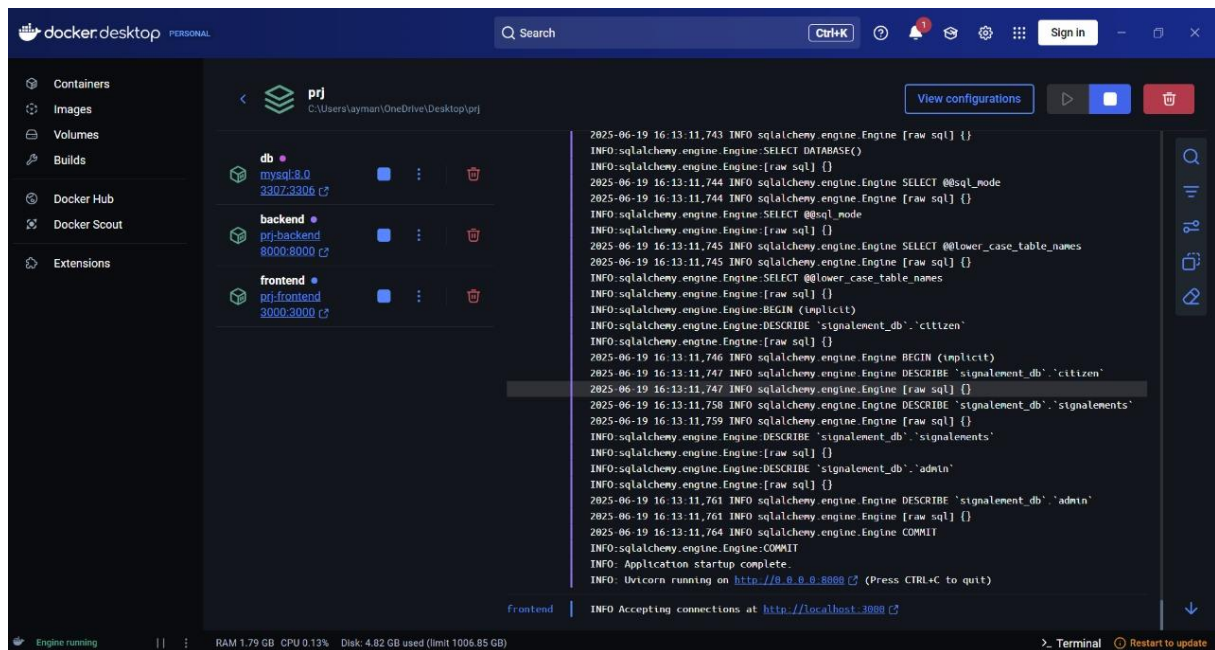 docker.desktop PERSONAL
Search
Ctrl+K
1
Sign in
Containers
Images
Volumes
Builds
Docker Hub
Docker Scout
Extensions
prj
C:\Users\ayman\OneDrive\Desktop\prj
View configurations
db
mysql:8.0
3307:3306
backend
prj-backend
8000:8000
frontend
prj-frontend
3000:3000
2025-06-19 16:13:11,743 INFO sqlalchemy.engine.Engine [raw sql] {}
INFO:sqlalchemy.engine.Engine:SELECT DATABASE()
INFO:sqlalchemy.engine.Engine:[raw sql] {}
2025-06-19 16:13:11,744 INFO sqlalchemy.engine.Engine SELECT @@sql_mode
2025-06-19 16:13:11,744 INFO sqlalchemy.engine.Engine [raw sql] {}
INFO:sqlalchemy.engine.Engine:SELECT @@sql_mode
INFO:sqlalchemy.engine.Engine:[raw sql] {}
2025-06-19 16:13:11,745 INFO sqlalchemy.engine.Engine SELECT @@lower_case_table_names
2025-06-19 16:13:11,745 INFO sqlalchemy.engine.Engine [raw sql] {}
INFO:sqlalchemy.engine.Engine:SELECT @@lower_case_table_names
INFO:sqlalchemy.engine.Engine:[raw sql] {}
INFO:sqlalchemy.engine.Engine:BEGIN (implicit)
INFO:sqlalchemy.engine.Engine:DESCRIBE `signalement_db`.`citizen`
INFO:sqlalchemy.engine.Engine:[raw sql] {}
2025-06-19 16:13:11,746 INFO sqlalchemy.engine.Engine BEGIN (implicit)
2025-06-19 16:13:11,747 INFO sqlalchemy.engine.Engine DESCRIBE `signalement_db`.`citizen`
2025-06-19 16:13:11,747 INFO sqlalchemy.engine.Engine [raw sql] {}
2025-06-19 16:13:11,758 INFO sqlalchemy.engine.Engine DESCRIBE `signalement_db`.`signalements`
2025-06-19 16:13:11,759 INFO sqlalchemy.engine.Engine [raw sql] {}
INFO:sqlalchemy.engine.Engine:DESCRIBE `signalement_db`.`signalements`
INFO:sqlalchemy.engine.Engine:[raw sql] {}
INFO:sqlalchemy.engine.Engine:DESCRIBE `signalement_db`.`admin`
INFO:sqlalchemy.engine.Engine:[raw sql] {}
2025-06-19 16:13:11,761 INFO sqlalchemy.engine.Engine DESCRIBE `signalement_db`.`admin`
2025-06-19 16:13:11,761 INFO sqlalchemy.engine.Engine [raw sql] {}
2025-06-19 16:13:11,764 INFO sqlalchemy.engine.Engine COMMIT
INFO:sqlalchemy.engine.Engine:COMMIT
INFO: Application startup complete.
INFO: Uvicorn running on http://0.0.0.0:8000 (Press CTRL+C to quit)
frontend INFO Accepting connections at http://localhost:3000
Engine running
RAM 1.79 GB CPU 0.13% Disk: 4.82 GB used (limit 1006.85 GB)
>_ Terminal
Restart to update